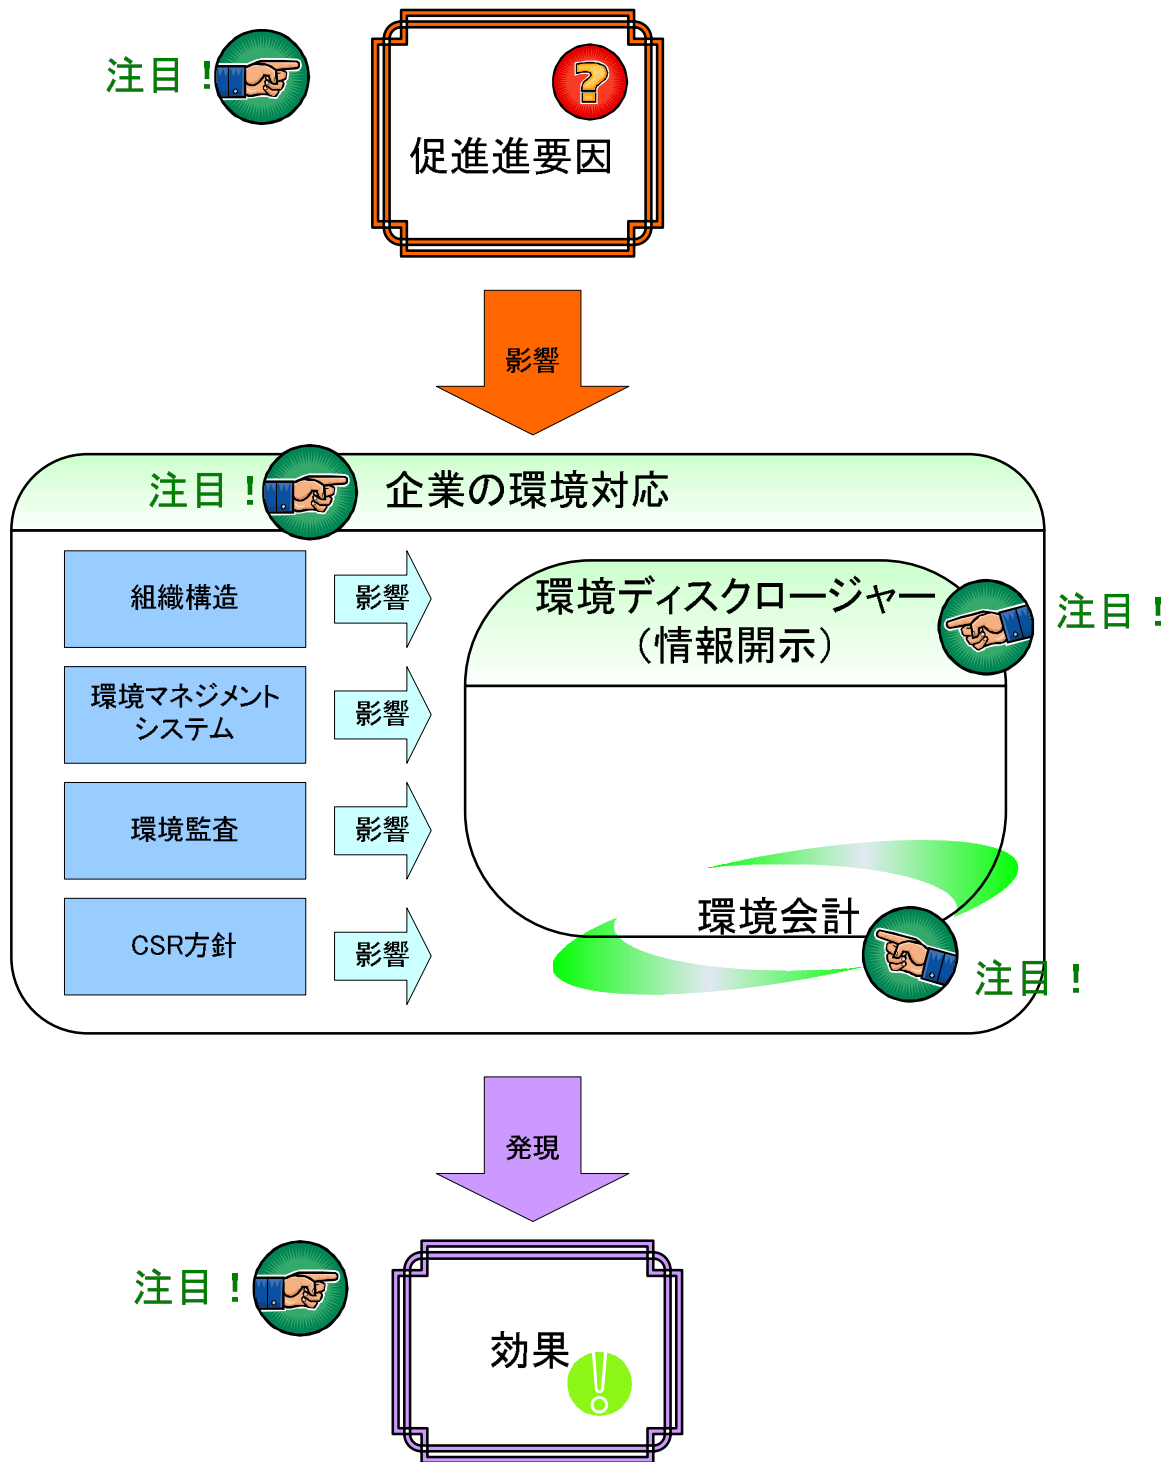 注目！
促進進要因
影響
注目！
企業の環境対応
組織構造
影響
環境マネジメント
システム
影響
環境監査
影響
CSR方針
影響
環境ディスクロージャー
（情報開示）
注目！
環境会計
注目！
発現
注目！
効果